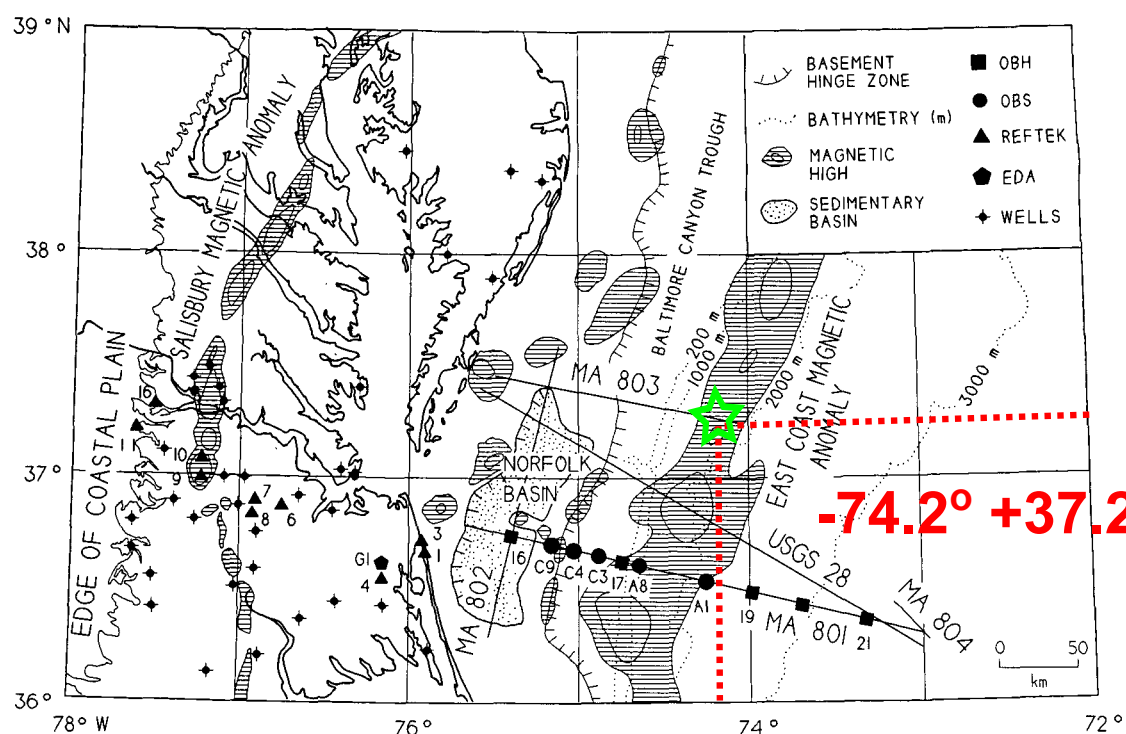 39° N
BASEMENT
HINGE ZONE
BATHYMETRY (m)
MAGNETIC
HIGH
SEDIMENTARY
BASIN
OBH
OBS
REFTEK
EDA
WELLS
SALISBURY MAGNETIC ANOMALY
BALTIMORE CANYON TROUGH
38°
EDGE OF COASTAL PLAIN
200 m
1000 m
2000 m
3000 m
MA 803
EAST COAST MAGNETIC
ANOMALY
16
11
10
9
37°
NORFOLK
BASIN
7
8
6
-74.2° +37.2
3
1
GI
4
16
C9
C4
C3
17
A8
A1
19
21
USGS 28
MA 802
MA 801
MA 804
0
50
km
36°
78° W
76°
74°
72°